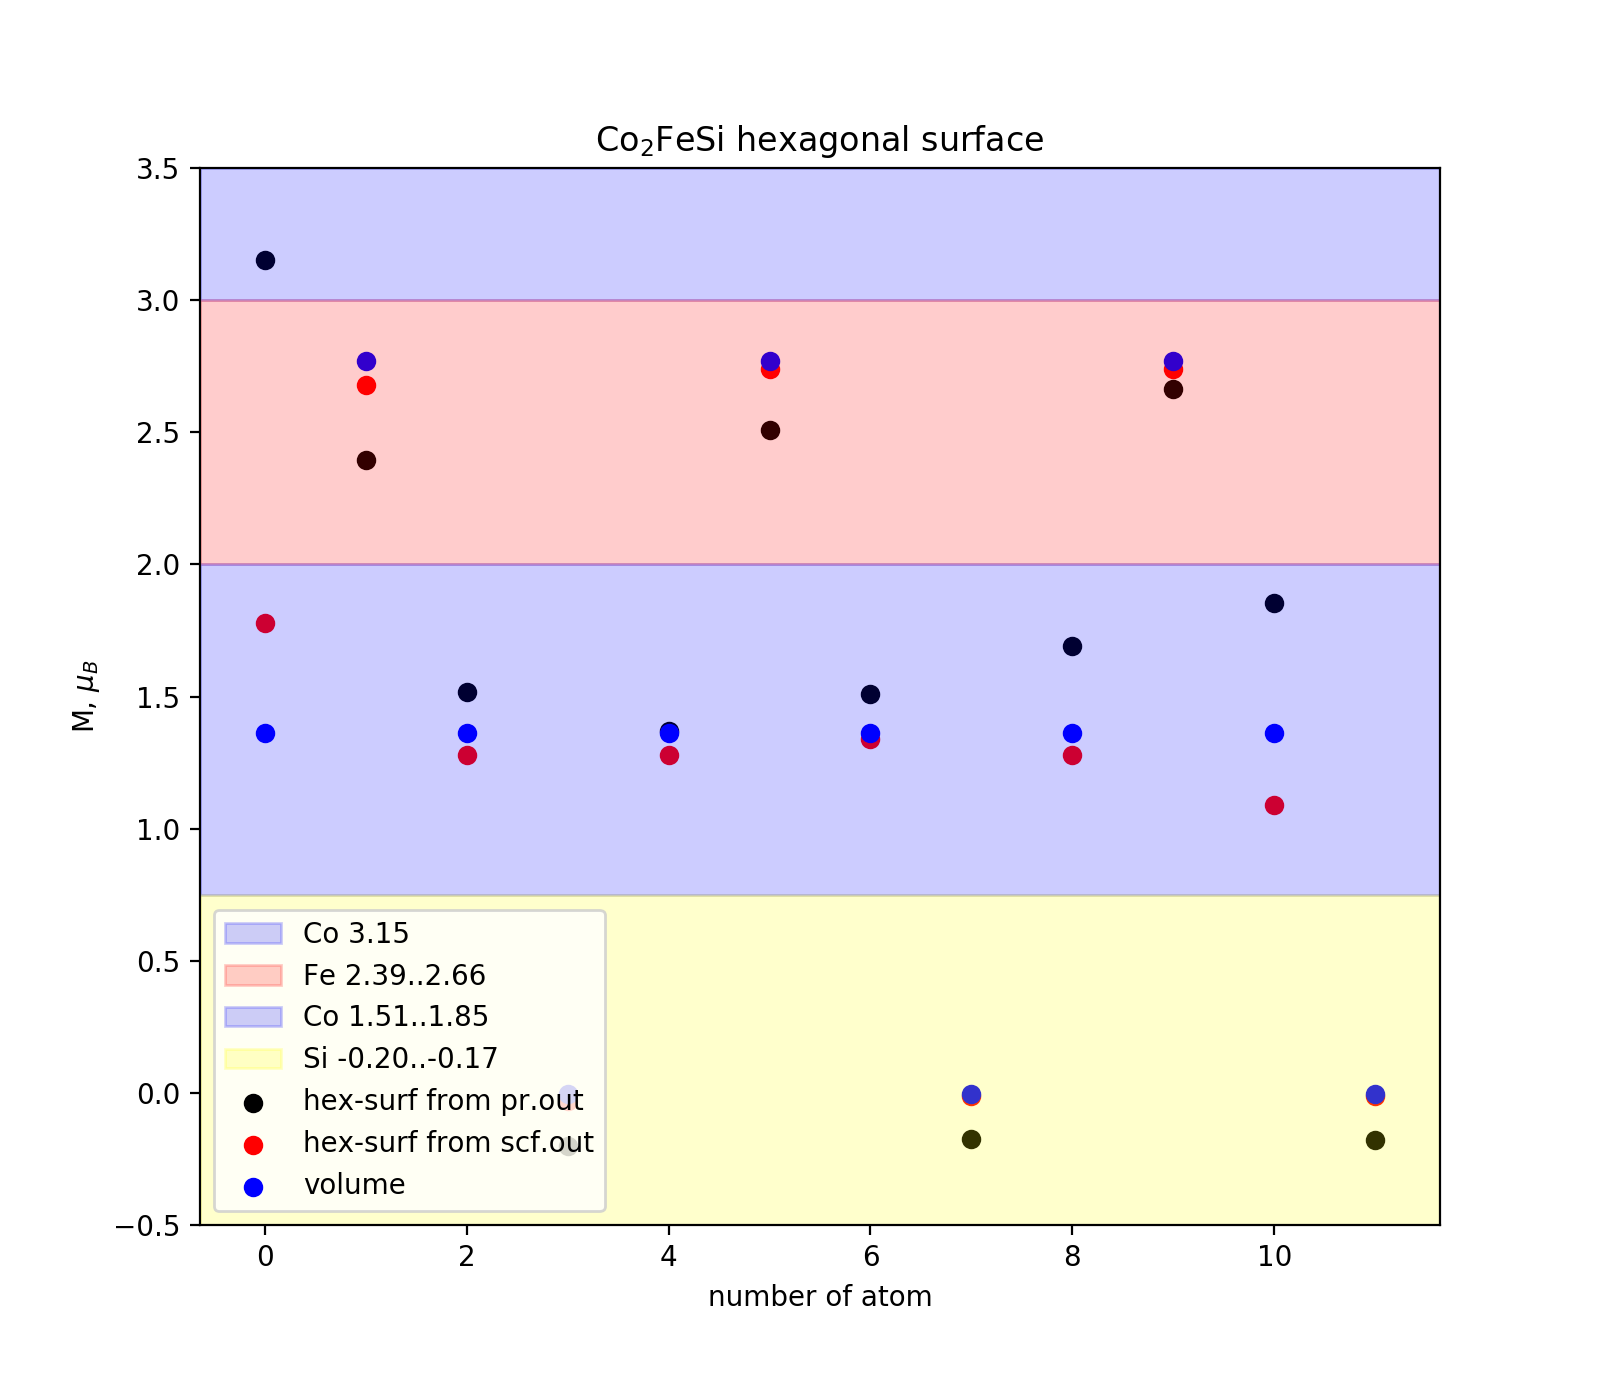 Co₂FeSi hexagonal surface
3.5
3.0
2.5
2.0
1.5
1.0
0.5
0.0
−0.5
M, μ_B
Co 3.15
Fe 2.39..2.66
Co 1.51..1.85
Si -0.20..-0.17
hex-surf from pr.out
hex-surf from scf.out
volume
0 2 4 6 8 10
number of atom